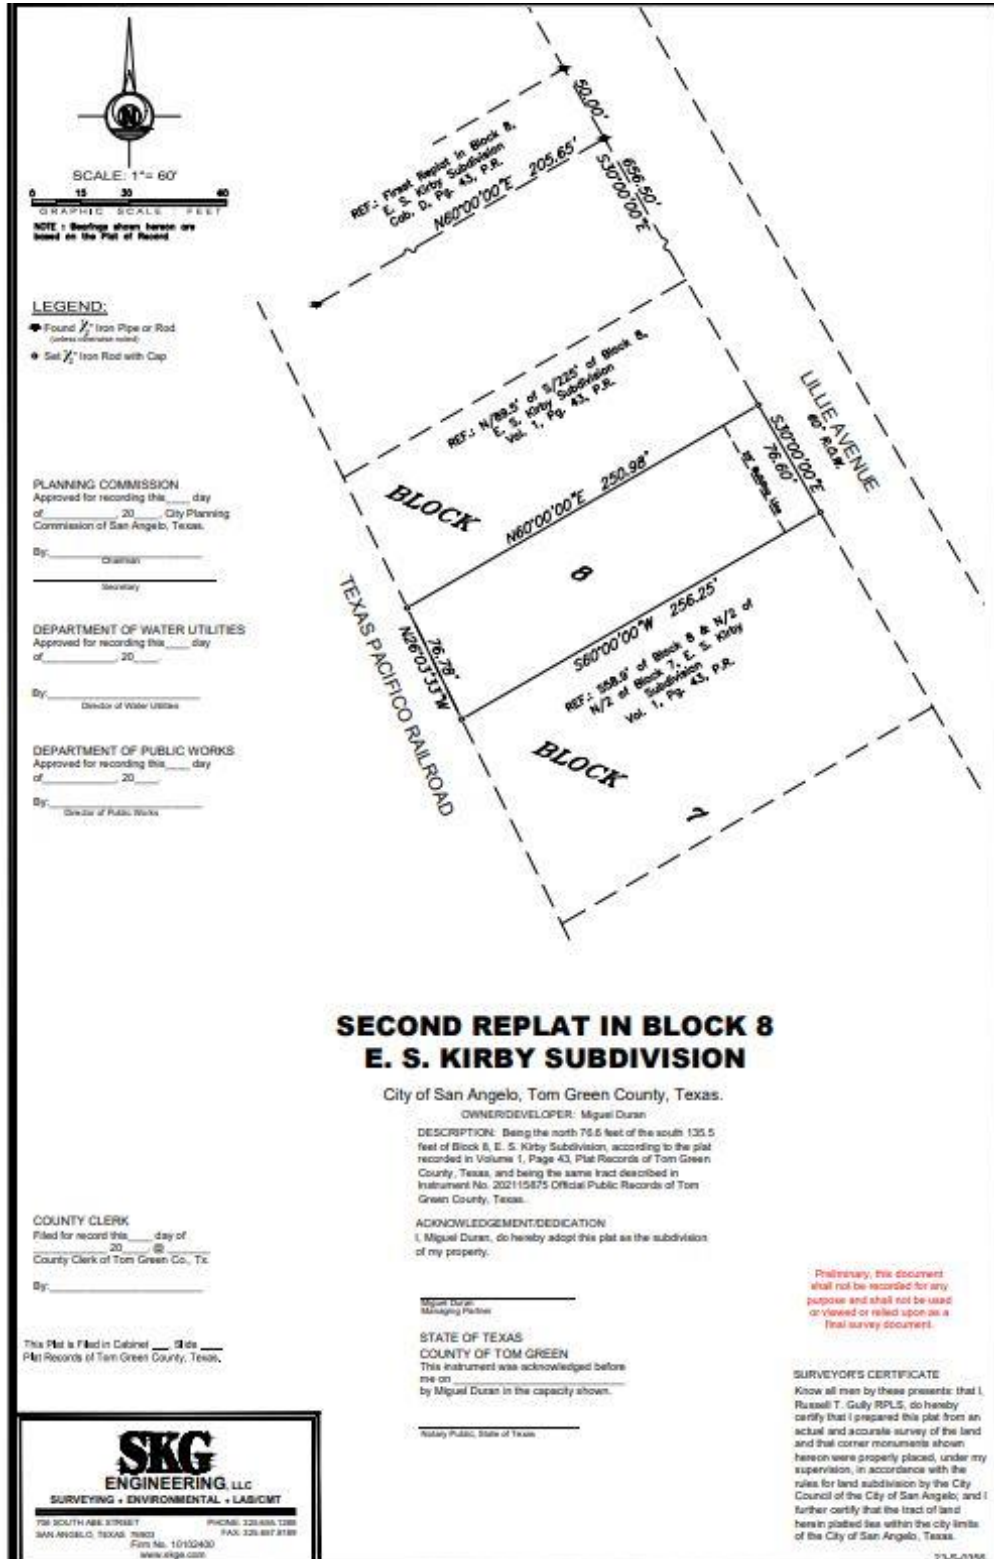 N
SCALE: 1"= 60'
0 15 30 60
GRAPHIC SCALE : FEET
NOTE : Bearings shown hereon are
based on the Plat of Record
LEGEND:
Found 1/2" Iron Pipe or Rod
(unless otherwise noted)
Set 1/2" Iron Rod with Cap
50.00'
REF.: First Replat in Block 8,
E. S. Kirby Subdivision
Cab. D, Pg. 43, P.R.
N60°00'00"E 205.65'
656.50'
S30°00'00"E
REF.: N/89.5' of S/225' of Block 8,
E. S. Kirby Subdivision
Vol. 1, Pg. 43, P.R.
LILLIE AVENUE
60' R.O.W.
S30°00'00"E
76.60'
Building Line
BLOCK
N60°00'00"E 250.98'
8
TEXAS PACIFICO RAILROAD
76.78'
N26°03'33"W
S60°00'00"W 256.25'
REF.: S58.9' of Block 8 & N/2 of
N/2 of Block 7, E. S. Kirby
Subdivision
Vol. 1, Pg. 43, P.R.
BLOCK
7
PLANNING COMMISSION
Approved for recording this____ day
of____________, 20____, City Planning
Commission of San Angelo, Texas.
By:________________________
Chairman
Secretary
DEPARTMENT OF WATER UTILITIES
Approved for recording this____ day
of____________, 20____.
By:________________________
Director of Water Utilities
DEPARTMENT OF PUBLIC WORKS
Approved for recording this____ day
of____________, 20____.
By:________________________
Director of Public Works
SECOND REPLAT IN BLOCK 8
E. S. KIRBY SUBDIVISION
City of San Angelo, Tom Green County, Texas.
OWNER/DEVELOPER: Miguel Duran
DESCRIPTION: Being the north 76.6 feet of the south 135.5
feet of Block 8, E. S. Kirby Subdivision, according to the plat
recorded in Volume 1, Page 43, Plat Records of Tom Green
County, Texas, and being the same tract described in
Instrument No. 202115875 Official Public Records of Tom
Green County, Texas.
ACKNOWLEDGEMENT/DEDICATION
I, Miguel Duran, do hereby adopt this plat as the subdivision
of my property.
Miguel Duran
Managing Partner
STATE OF TEXAS
COUNTY OF TOM GREEN
This instrument was acknowledged before
me on ________________________
by Miguel Duran in the capacity shown.
Notary Public, State of Texas
COUNTY CLERK
Filed for record this____ day of
____________ 20____, @ _______
County Clerk of Tom Green Co., Tx.
By:________________________
This Plat is Filed in Cabinet ___, Slide ____
Plat Records of Tom Green County, Texas.
Preliminary, this document
shall not be recorded for any
purpose and shall not be used
or viewed or relied upon as a
final survey document.
SURVEYOR'S CERTIFICATE
Know all men by these presents: that I,
Russell T. Gully RPLS, do hereby
certify that I prepared this plat from an
actual and accurate survey of the land
and that corner monuments shown
hereon were properly placed, under my
supervision, in accordance with the
rules for land subdivision by the City
Council of the City of San Angelo; and I
further certify that the tract of land
herein platted lies within the city limits
of the City of San Angelo, Texas.
SKG
ENGINEERING, LLC
SURVEYING • ENVIRONMENTAL • LAB/CMT
706 SOUTH ABE STREET PHONE: 325.655.1288
SAN ANGELO, TEXAS 76903 FAX: 325.657.8189
Firm No. 10102400
www.skge.com